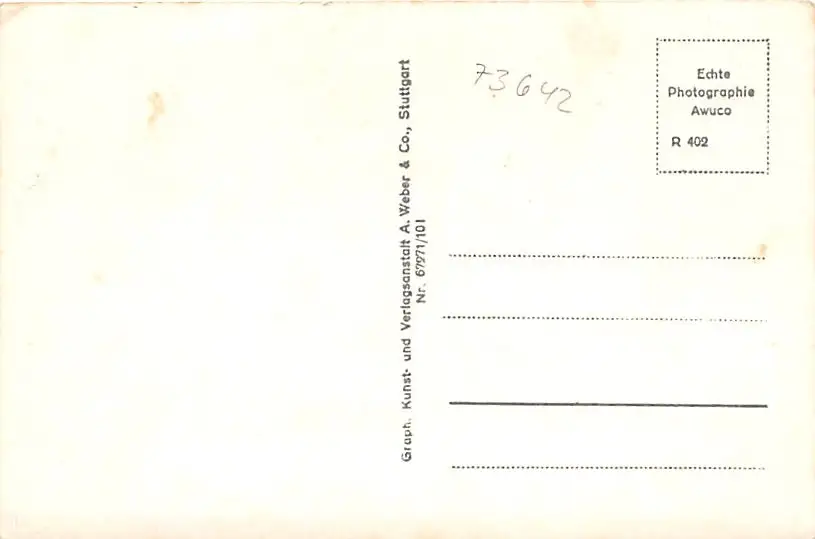 73642
Echte
Photographie
Awuco
R 402
Graph. Kunst- und Verlagsanstalt A. Weber & Co., Stuttgart
Nr. 67271/101